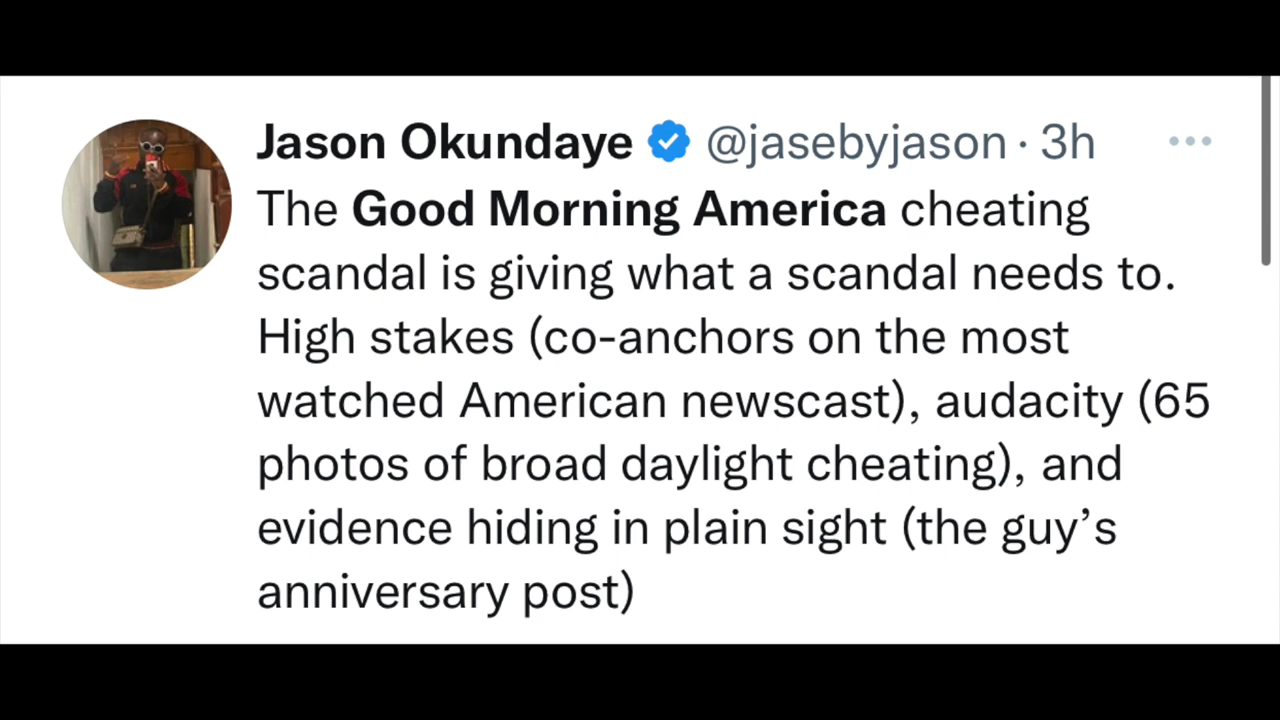 Jason Okundaye @jasebyjason · 3h
The Good Morning America cheating
scandal is giving what a scandal needs to.
High stakes (co-anchors on the most
watched American newscast), audacity (65
photos of broad daylight cheating), and
evidence hiding in plain sight (the guy’s
anniversary post)